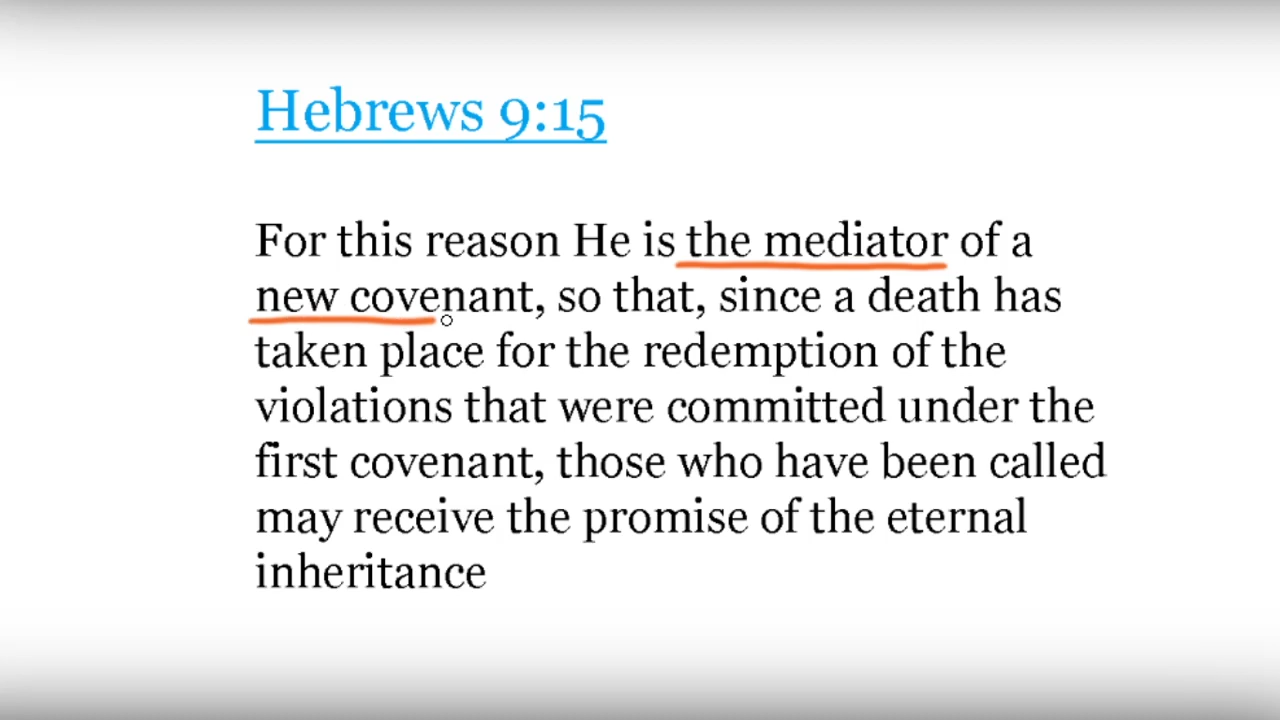 Hebrews 9:15
For this reason He is the mediator of a
new covenant, so that, since a death has
taken place for the redemption of the
violations that were committed under the
first covenant, those who have been called
may receive the promise of the eternal
inheritance